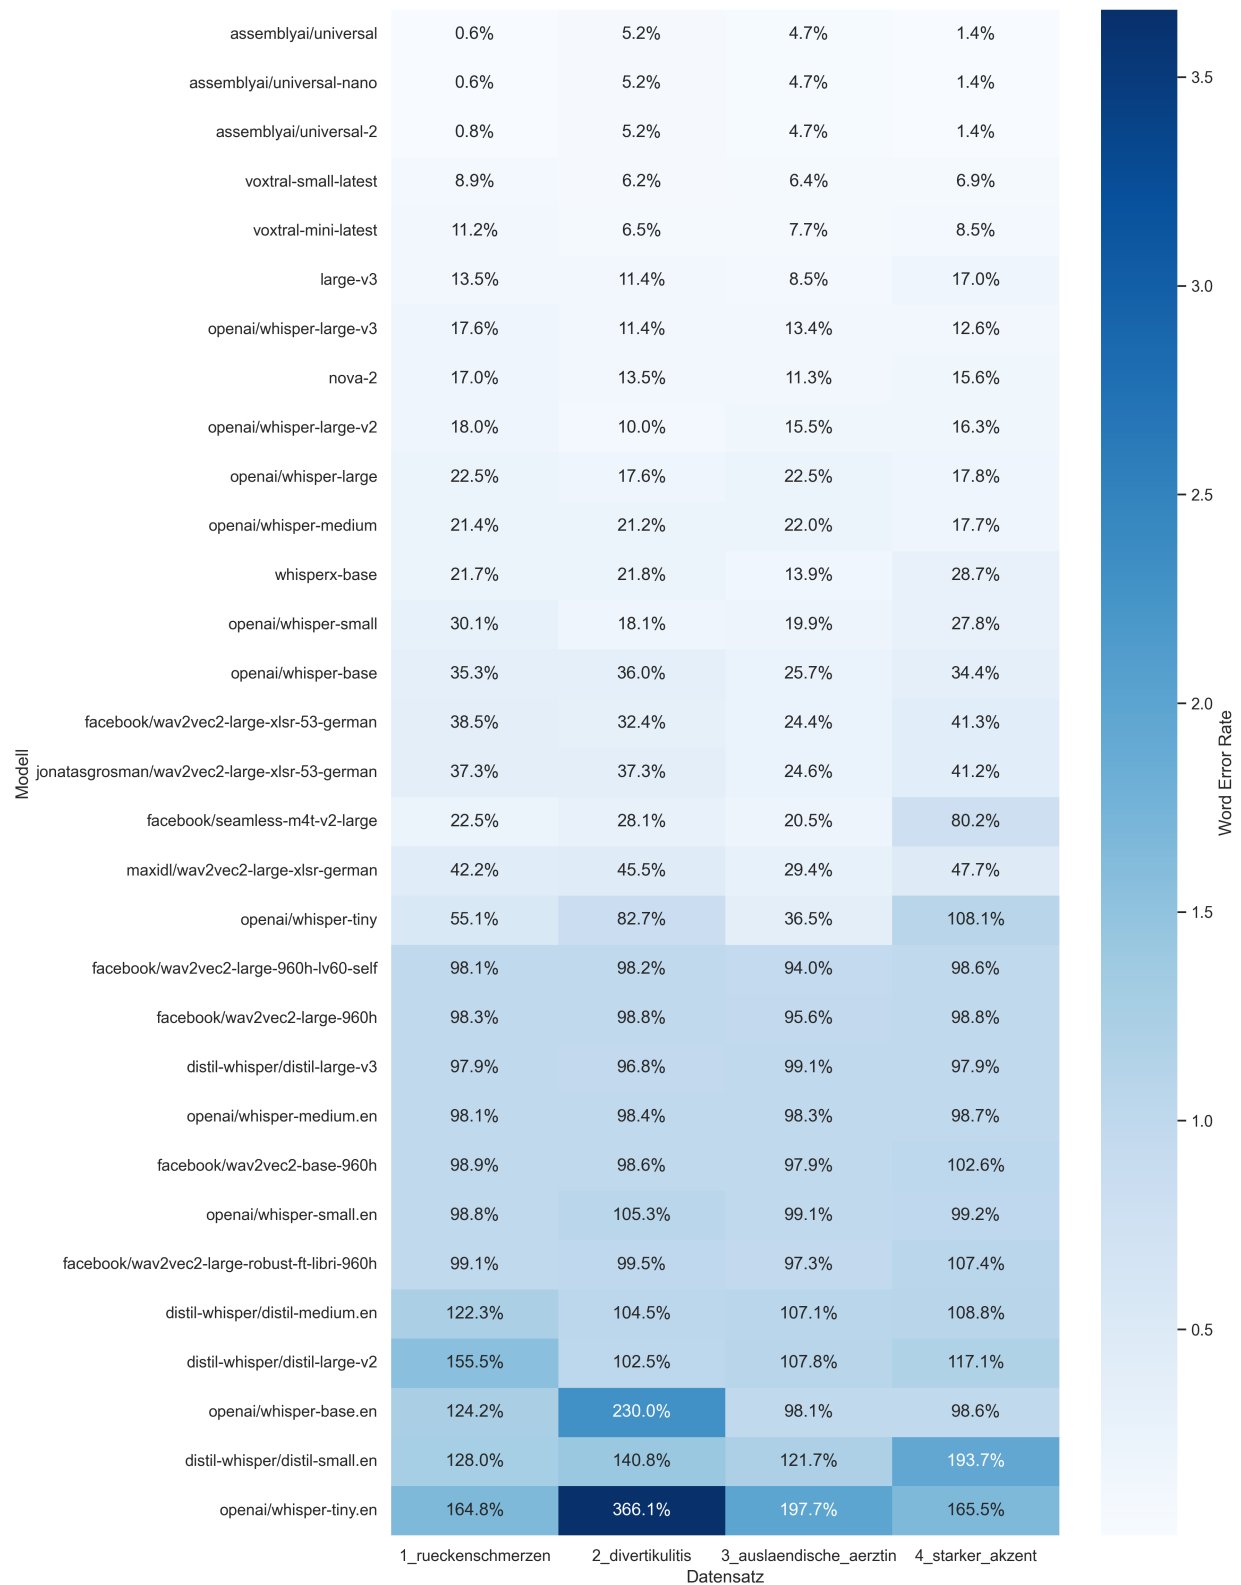 assemblyai/universal 0.6% 5.2% 4.7% 1.4%
assemblyai/universal-nano 0.6% 5.2% 4.7% 1.4%
assemblyai/universal-2 0.8% 5.2% 4.7% 1.4%
voxtral-small-latest 8.9% 6.2% 6.4% 6.9%
voxtral-mini-latest 11.2% 6.5% 7.7% 8.5%
large-v3 13.5% 11.4% 8.5% 17.0%
openai/whisper-large-v3 17.6% 11.4% 13.4% 12.6%
nova-2 17.0% 13.5% 11.3% 15.6%
openai/whisper-large-v2 18.0% 10.0% 15.5% 16.3%
openai/whisper-large 22.5% 17.6% 22.5% 17.8%
openai/whisper-medium 21.4% 21.2% 22.0% 17.7%
whisperx-base 21.7% 21.8% 13.9% 28.7%
openai/whisper-small 30.1% 18.1% 19.9% 27.8%
openai/whisper-base 35.3% 36.0% 25.7% 34.4%
facebook/wav2vec2-large-xlsr-53-german 38.5% 32.4% 24.4% 41.3%
jonatasgrosman/wav2vec2-large-xlsr-53-german 37.3% 37.3% 24.6% 41.2%
facebook/seamless-m4t-v2-large 22.5% 28.1% 20.5% 80.2%
maxidl/wav2vec2-large-xlsr-german 42.2% 45.5% 29.4% 47.7%
openai/whisper-tiny 55.1% 82.7% 36.5% 108.1%
facebook/wav2vec2-large-960h-lv60-self 98.1% 98.2% 94.0% 98.6%
facebook/wav2vec2-large-960h 98.3% 98.8% 95.6% 98.8%
distil-whisper/distil-large-v3 97.9% 96.8% 99.1% 97.9%
openai/whisper-medium.en 98.1% 98.4% 98.3% 98.7%
facebook/wav2vec2-base-960h 98.9% 98.6% 97.9% 102.6%
openai/whisper-small.en 98.8% 105.3% 99.1% 99.2%
facebook/wav2vec2-large-robust-ft-libri-960h 99.1% 99.5% 97.3% 107.4%
distil-whisper/distil-medium.en 122.3% 104.5% 107.1% 108.8%
distil-whisper/distil-large-v2 155.5% 102.5% 107.8% 117.1%
openai/whisper-base.en 124.2% 230.0% 98.1% 98.6%
distil-whisper/distil-small.en 128.0% 140.8% 121.7% 193.7%
openai/whisper-tiny.en 164.8% 366.1% 197.7% 165.5%
1_rueckenschmerzen 2_divertikulitis 3_auslaendische_aerztin 4_starker_akzent
Datensatz
Modell
3.5
3.0
2.5
2.0
1.5
1.0
0.5
Word Error Rate